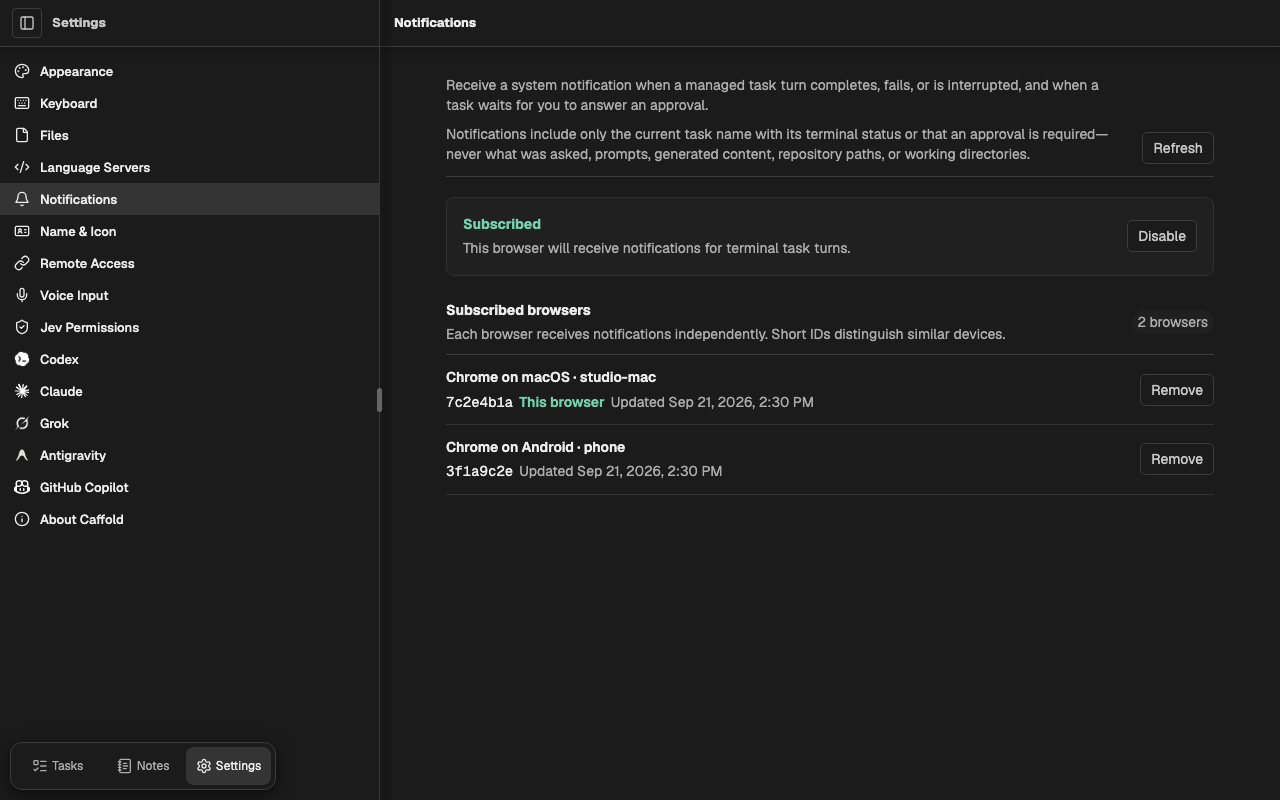 Settings
Notifications
Appearance
Keyboard
Files
Language Servers
Notifications
Name & Icon
Remote Access
Voice Input
Jev Permissions
Codex
Claude
Grok
Antigravity
GitHub Copilot
About Caffold
Tasks
Notes
Settings
Receive a system notification when a managed task turn completes, fails, or is interrupted, and when a
task waits for you to answer an approval.
Notifications include only the current task name with its terminal status or that an approval is required—
never what was asked, prompts, generated content, repository paths, or working directories.
Refresh
Subscribed
This browser will receive notifications for terminal task turns.
Disable
Subscribed browsers
Each browser receives notifications independently. Short IDs distinguish similar devices.
2 browsers
Chrome on macOS · studio-mac
7c2e4b1a This browser Updated Sep 21, 2026, 2:30 PM
Remove
Chrome on Android · phone
3f1a9c2e Updated Sep 21, 2026, 2:30 PM
Remove